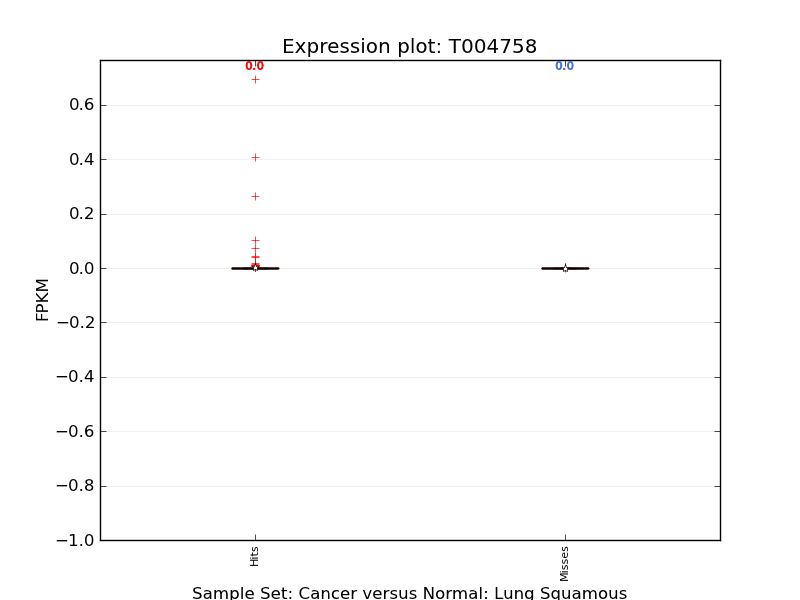 Expression plot: T004758
0.0
0.0
0.6
0.4
0.2
0.0
−0.2
−0.4
−0.6
−0.8
−1.0
FPKM
Hits
Misses
Sample Set: Cancer versus Normal: Lung Squamous